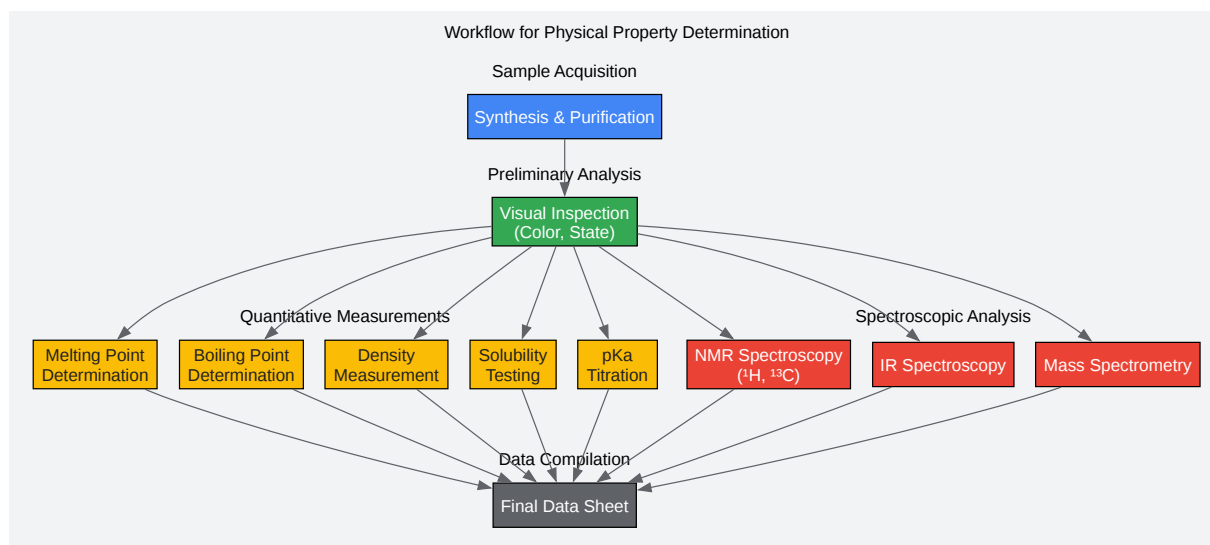 Workflow for Physical Property Determination
Sample Acquisition
Synthesis & Purification
Preliminary Analysis
Visual Inspection
(Color, State)
Quantitative Measurements
Spectroscopic Analysis
Melting Point
Determination
Boiling Point
Determination
Density
Measurement
Solubility
Testing
pKa
Titration
NMR Spectroscopy
(¹H, ¹³C)
IR Spectroscopy
Mass Spectrometry
Data Compilation
Final Data Sheet